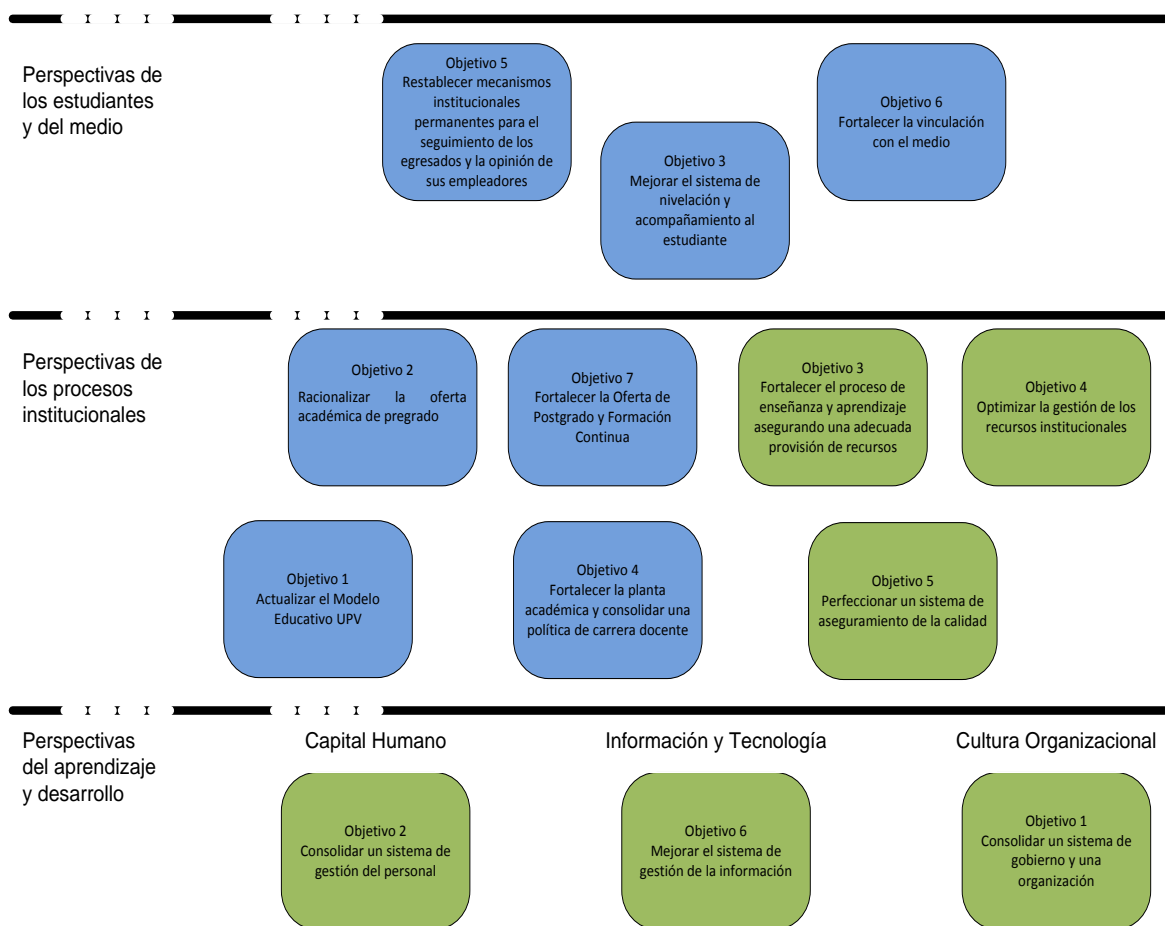 Perspectivas de
los estudiantes
y del medio
Objetivo 5
Restablecer mecanismos
institucionales
permanentes para el
seguimiento de los
egresados y la opinión de
sus empleadores
Objetivo 3
Mejorar el sistema de
nivelación y
acompañamiento al
estudiante
Objetivo 6
Fortalecer la vinculación
con el medio
Perspectivas de
los procesos
institucionales
Objetivo 2
Racionalizar la oferta
académica de pregrado
Objetivo 7
Fortalecer la Oferta de
Postgrado y Formación
Continua
Objetivo 3
Fortalecer el proceso de
enseñanza y aprendizaje
asegurando una adecuada
provisión de recursos
Objetivo 4
Optimizar la gestión de los
recursos institucionales
Objetivo 1
Actualizar el Modelo
Educativo UPV
Objetivo 4
Fortalecer la planta
académica y consolidar una
política de carrera docente
Objetivo 5
Perfeccionar un sistema de
aseguramiento de la calidad
Perspectivas
del aprendizaje
y desarrollo
Capital Humano
Información y Tecnología
Cultura Organizacional
Objetivo 2
Consolidar un sistema de
gestión del personal
Objetivo 6
Mejorar el sistema de
gestión de la información
Objetivo 1
Consolidar un sistema de
gobierno y una
organización